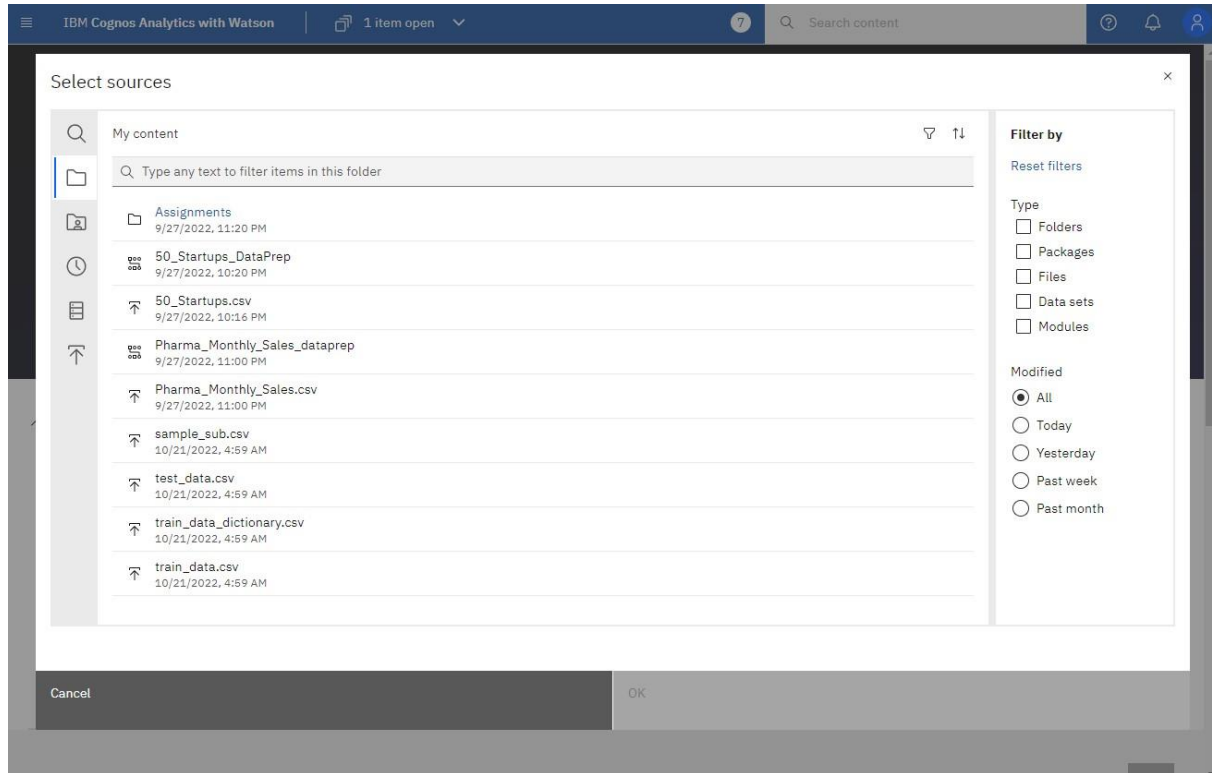 IBM Cognos Analytics with Watson
1 item open
7
Search content
Select sources
My content
Type any text to filter items in this folder
Assignments
9/27/2022, 11:20 PM
50_Startups_DataPrep
9/27/2022, 10:20 PM
50_Startups.csv
9/27/2022, 10:16 PM
Pharma_Monthly_Sales_dataprep
9/27/2022, 11:00 PM
Pharma_Monthly_Sales.csv
9/27/2022, 11:00 PM
sample_sub.csv
10/21/2022, 4:59 AM
test_data.csv
10/21/2022, 4:59 AM
train_data_dictionary.csv
10/21/2022, 4:59 AM
train_data.csv
10/21/2022, 4:59 AM
Filter by
Reset filters
Type
Folders
Packages
Files
Data sets
Modules
Modified
All
Today
Yesterday
Past week
Past month
Cancel
OK